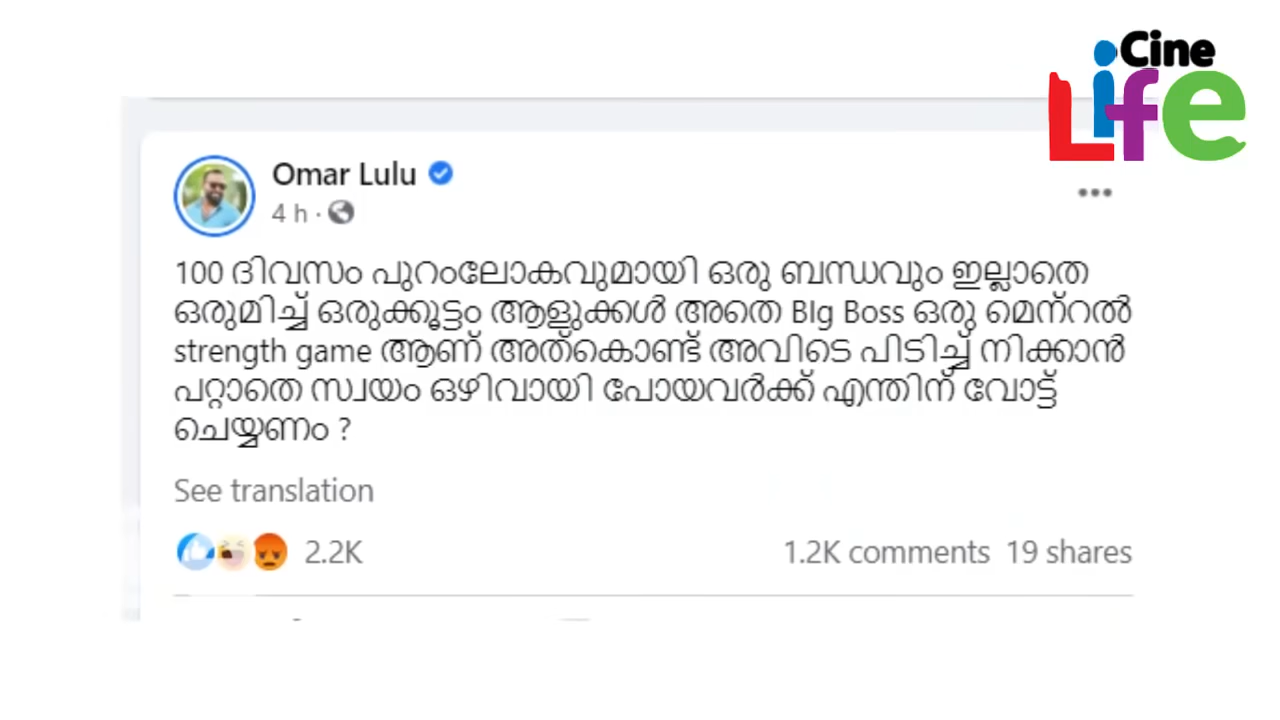 Cine
Life
Omar Lulu
4 h ·
100 ദിവസം പുറംലോകവുമായി ഒരു ബന്ധവും ഇല്ലാതെ
ഒരുമിച്ച് ഒരുക്കൂട്ടം ആളുക്കൾ അതെ BIg Boss ഒരു മെന്റൽ
strength game ആണ് അത്കൊണ്ട് അവിടെ പിടിച്ച് നിക്കാൻ
പറ്റാതെ സ്വയം ഒഴിവായി പോയവർക്ക് എന്തിന് വോട്ട്
ചെയ്യണം ?
See translation
2.2K
1.2K comments 19 shares